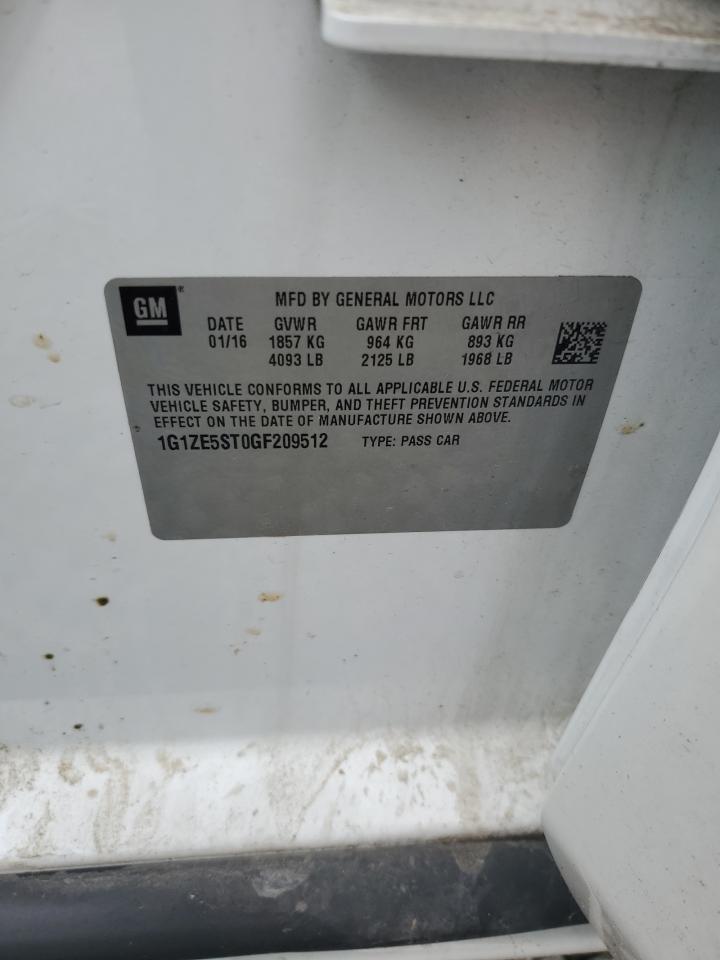 GM®
MFD BY GENERAL MOTORS LLC
DATE GVWR GAWR FRT GAWR RR
01/16 1857 KG 964 KG 893 KG
4093 LB 2125 LB 1968 LB
THIS VEHICLE CONFORMS TO ALL APPLICABLE U.S. FEDERAL MOTOR
VEHICLE SAFETY, BUMPER, AND THEFT PREVENTION STANDARDS IN
EFFECT ON THE DATE OF MANUFACTURE SHOWN ABOVE.
1G1ZE5ST0GF209512 TYPE: PASS CAR